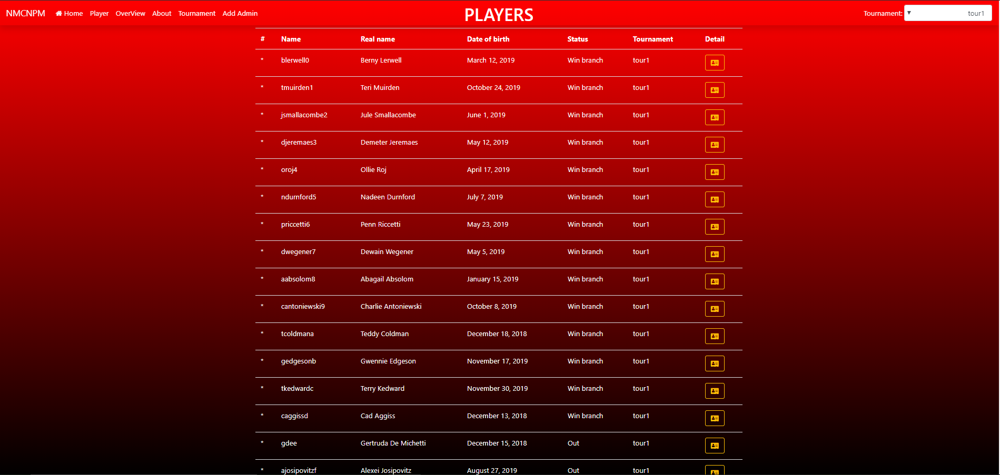 NMCNPM Home Player OverView About Tournament Add Admin PLAYERS Tournament: tour1
# Name Real name Date of birth Status Tournament Detail
* blerwell0 Berny Lerwell March 12, 2019 Win branch tour1
* tmuirden1 Teri Muirden October 24, 2019 Win branch tour1
* jsmallacombe2 Jule Smallacombe June 1, 2019 Win branch tour1
* djeremaes3 Demeter Jeremaes May 12, 2019 Win branch tour1
* oroj4 Ollie Roj April 17, 2019 Win branch tour1
* ndurnford5 Nadeen Durnford July 7, 2019 Win branch tour1
* priccetti6 Penn Riccetti May 23, 2019 Win branch tour1
* dwegener7 Dewain Wegener May 5, 2019 Win branch tour1
* aabsolom8 Abagail Absolom January 15, 2019 Win branch tour1
* cantoniewski9 Charlie Antoniewski October 8, 2019 Win branch tour1
* tcoldmana Teddy Coldman December 18, 2018 Win branch tour1
* gedgesonb Gwennie Edgeson November 17, 2019 Win branch tour1
* tkedwardc Terry Kedward November 30, 2019 Win branch tour1
* caggissd Cad Aggiss December 13, 2018 Win branch tour1
* gdee Gertruda De Michetti December 15, 2018 Out tour1
* ajosipovitzf Alexei Josipovitz August 27, 2019 Out tour1